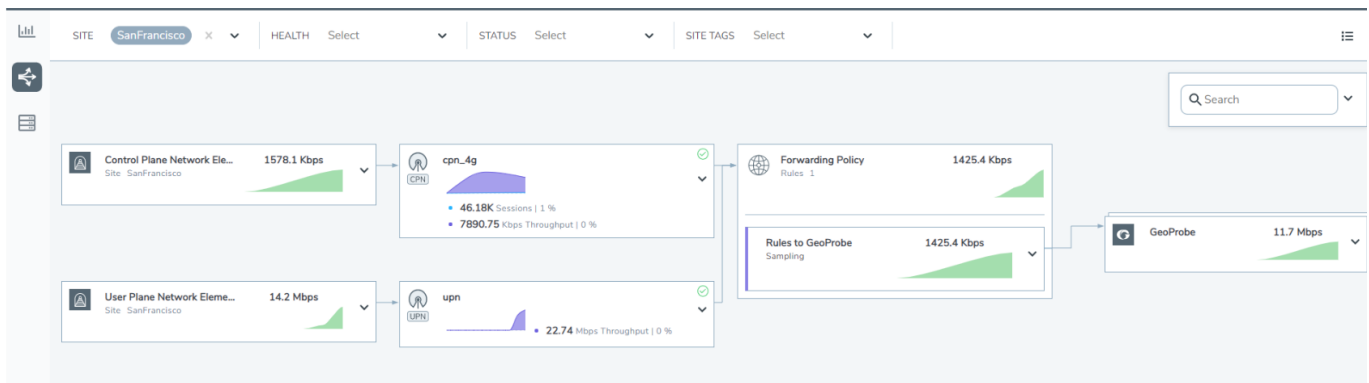 SITE SanFrancisco HEALTH Select STATUS Select SITE TAGS Select
Search
Control Plane Network Ele... 1578.1 Kbps
Site SanFrancisco
CPN
cpn_4g
46.18K Sessions | 1 %
7890.75 Kbps Throughput | 0 %
Forwarding Policy 1425.4 Kbps
Rules 1
Rules to GeoProbe 1425.4 Kbps
Sampling
GeoProbe 11.7 Mbps
User Plane Network Eleme... 14.2 Mbps
Site SanFrancisco
UPN
upn
22.74 Mbps Throughput | 0 %